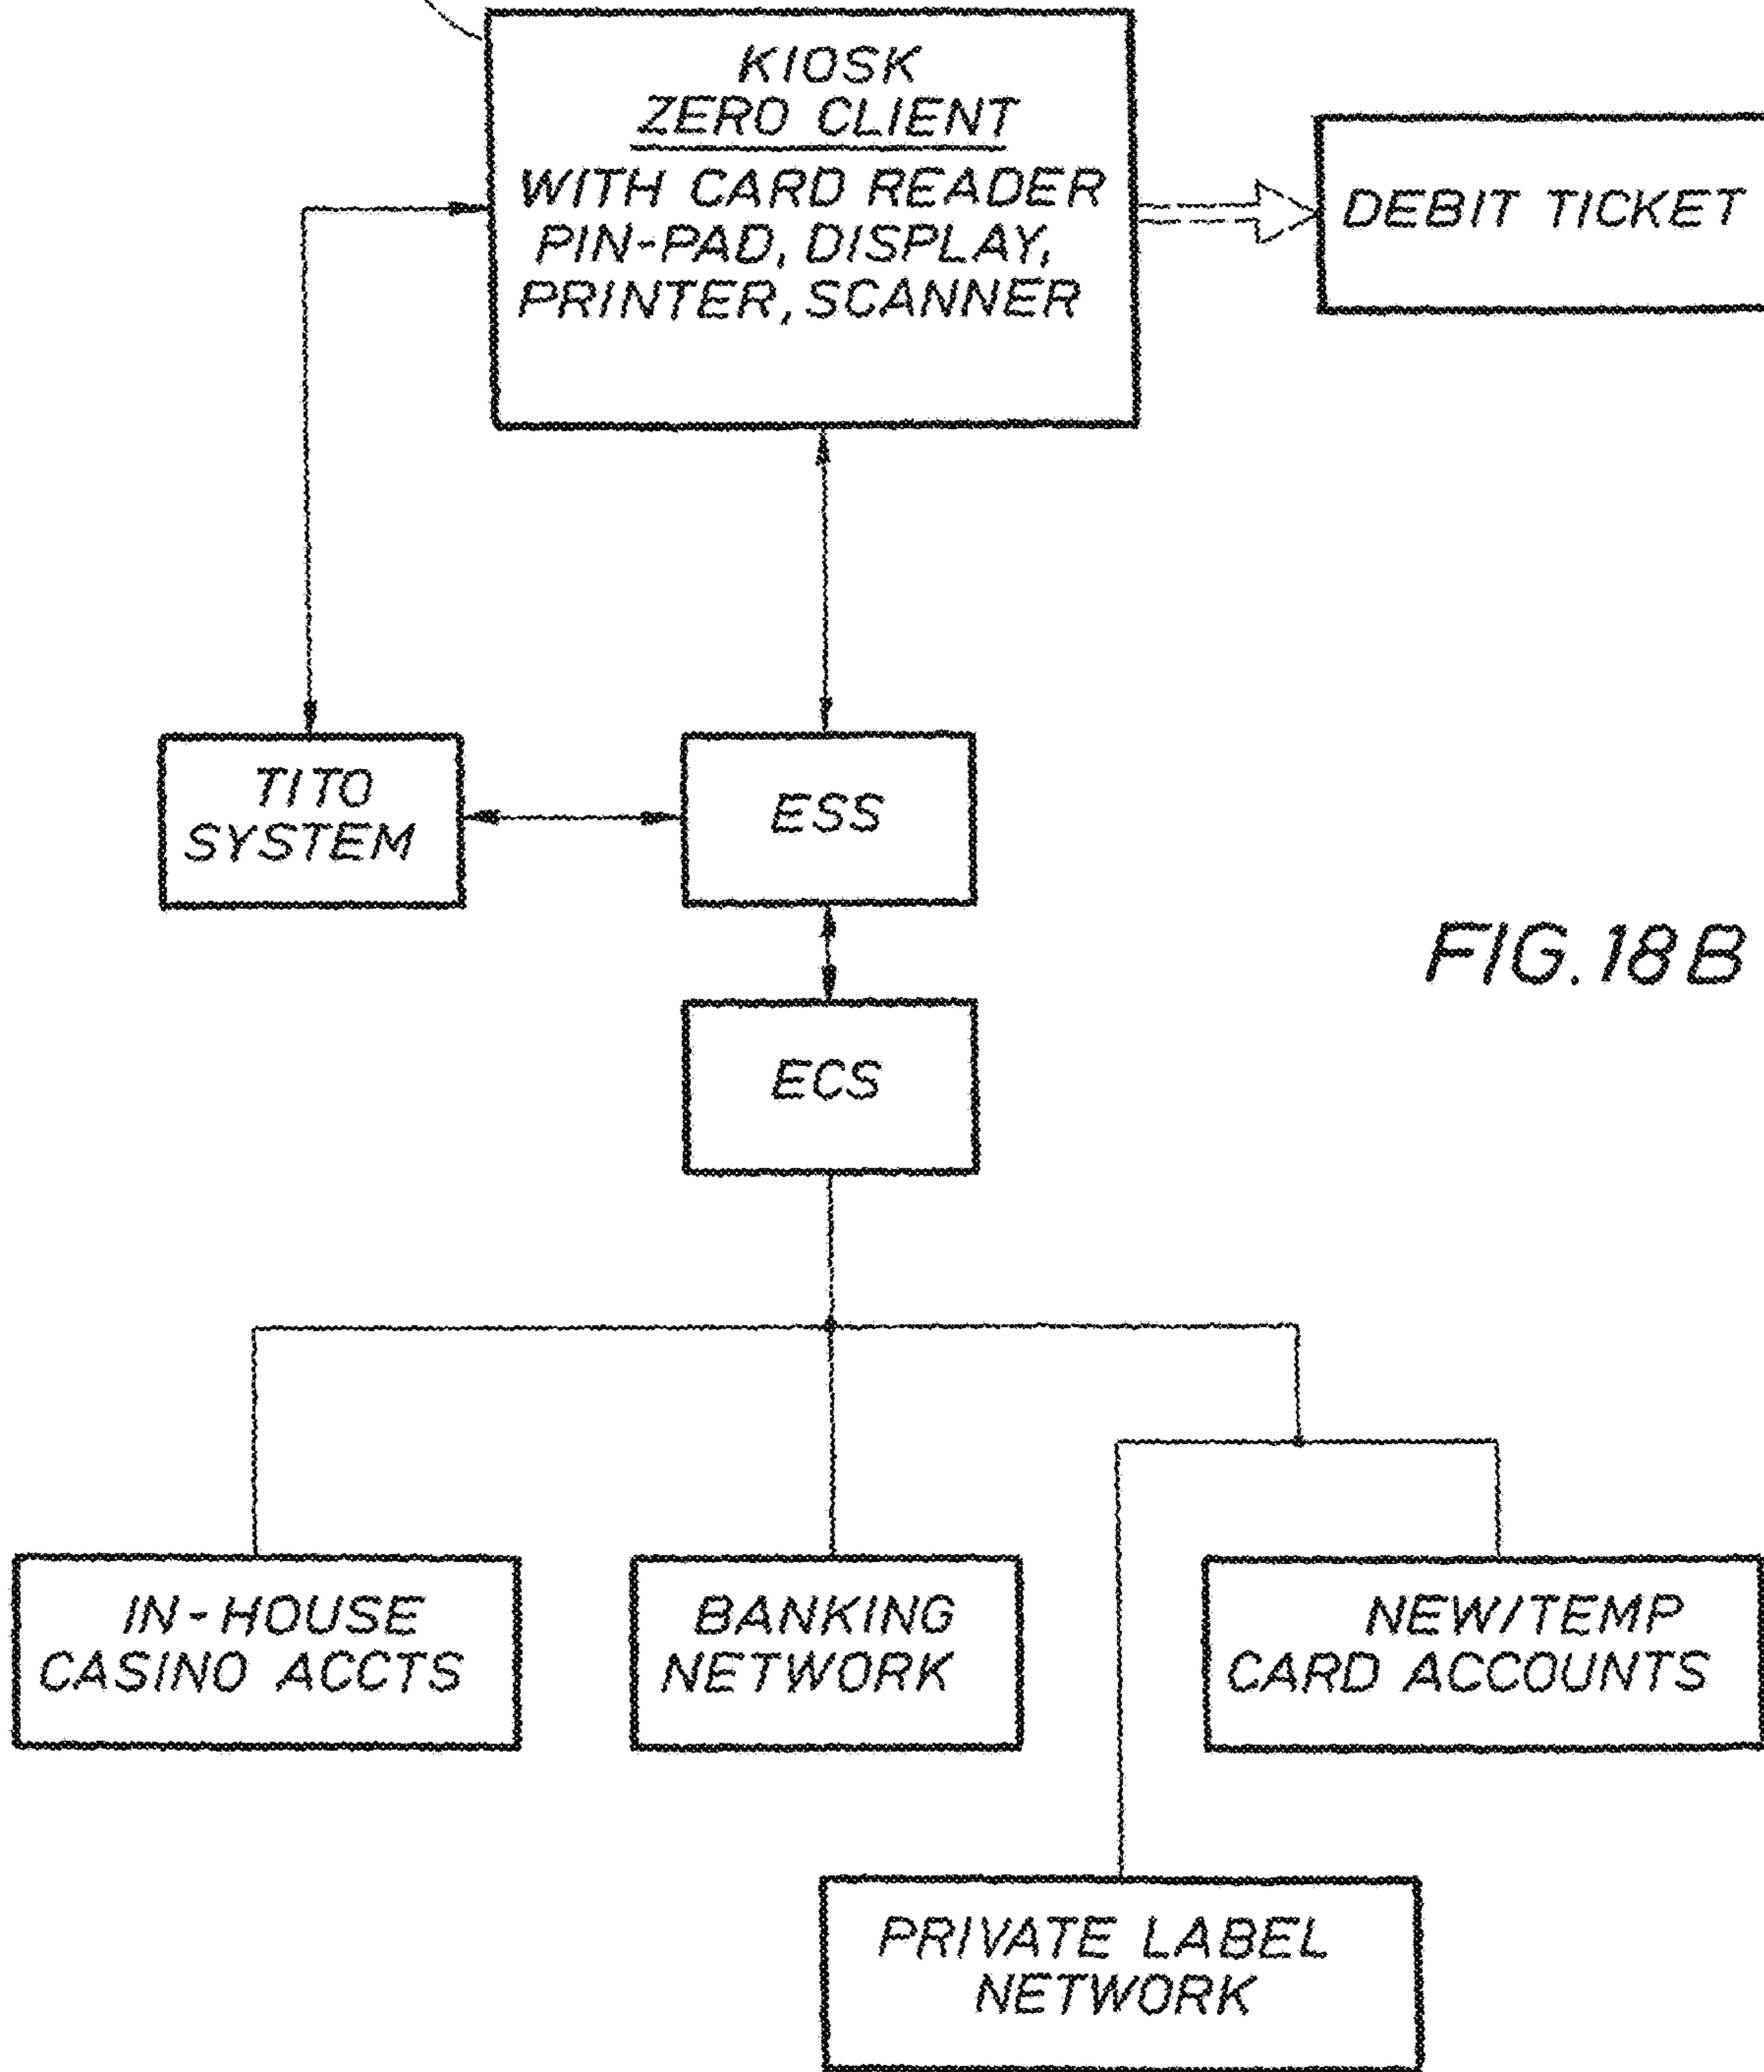 KIOSK
ZERO CLIENT
WITH CARD READER
PIN-PAD, DISPLAY,
PRINTER, SCANNER
DEBIT TICKET
TITO
SYSTEM
ESS
FIG. 18B
ECS
IN-HOUSE
CASINO ACCTS
BANKING
NETWORK
NEW/TEMP
CARD ACCOUNTS
PRIVATE LABEL
NETWORK